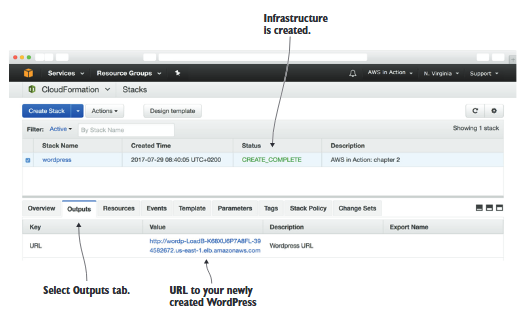 Infrastructure
is created.
Services Resource Groups AWS in Action N. Virginia Support
CloudFormation Stacks
Create Stack Actions Design template
Filter: Active By Stack Name Showing 1 stack
Stack Name Created Time Status Description
wordpress 2017-07-29 08:40:05 UTC+0200 CREATE_COMPLETE AWS in Action: chapter 2
Overview Outputs Resources Events Template Parameters Tags Stack Policy Change Sets
Key Value Description Export Name
URL http://wordp-LoadB-K68XU6P7A8FL-39 Wordpress URL
4582672.us-east-1.elb.amazonaws.com
Select Outputs tab.
URL to your newly
created WordPress